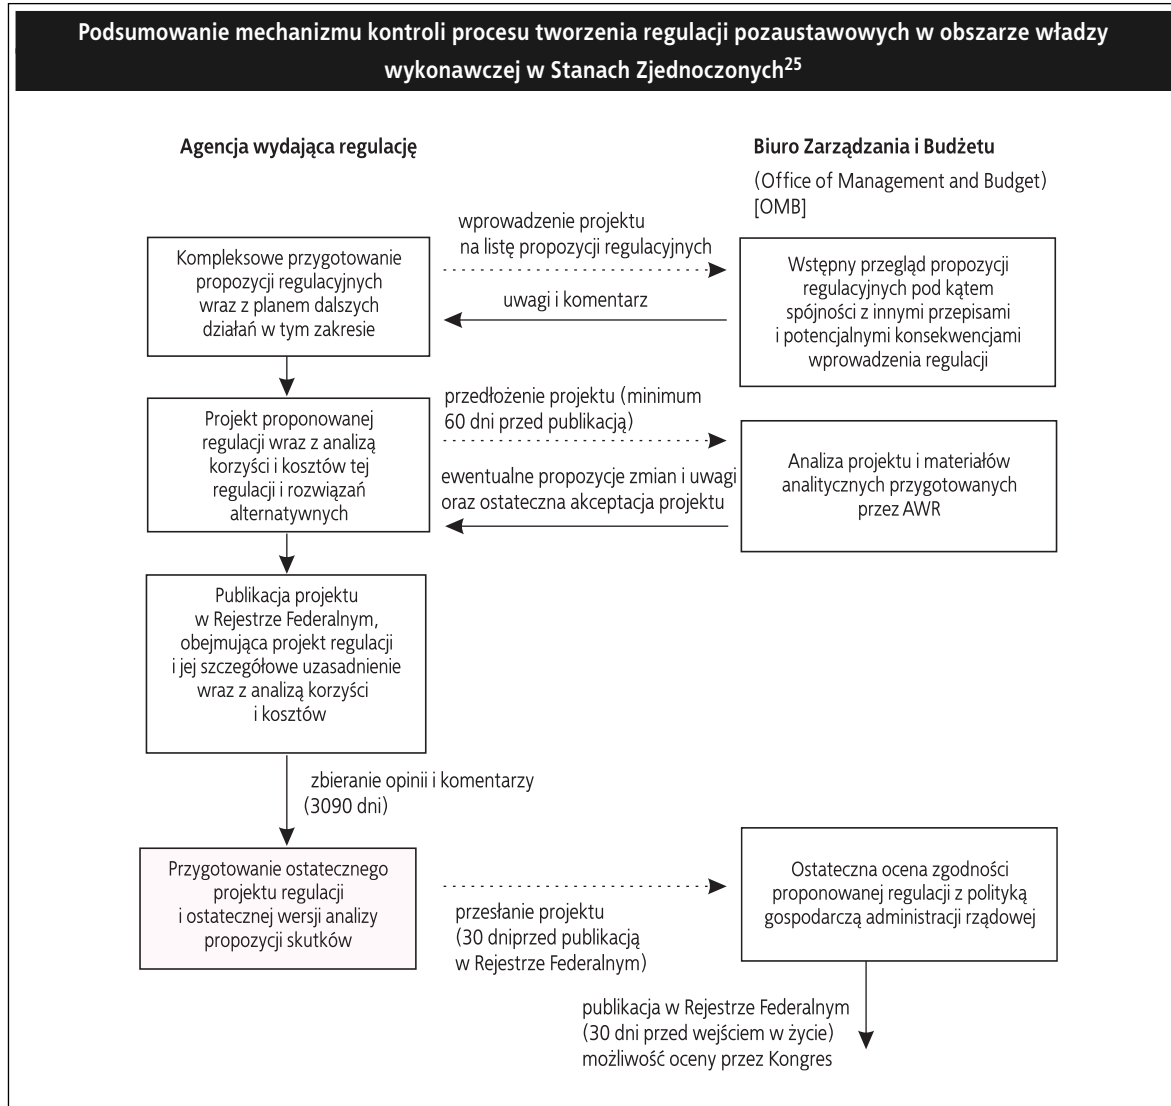 Podsumowanie mechanizmu kontroli procesu tworzenia regulacji pozaustawowych w obszarze władzy
wykonawczej w Stanach Zjednoczonych25
Agencja wydająca regulację
Biuro Zarządzania i Budżetu
(Office of Management and Budget)
[OMB]
wprowadzenie projektu
na listę propozycji regulacyjnych
Kompleksowe przygotowanie
propozycji regulacyjnych
wraz z planem dalszych
działań w tym zakresie
uwagi i komentarz
Wstępny przegląd propozycji
regulacyjnych pod kątem
spójności z innymi przepisami
i potencjalnymi konsekwencjami
wprowadzenia regulacji
przedłożenie projektu (minimum
60 dni przed publikacją)
Projekt proponowanej
regulacji wraz z analizą
korzyści i kosztów tej
regulacji i rozwiązań
alternatywnych
ewentualne propozycje zmian i uwagi
oraz ostateczna akceptacja projektu
Analiza projektu i materiałów
analitycznych przygotowanych
przez AWR
Publikacja projektu
w Rejestrze Federalnym,
obejmująca projekt regulacji
i jej szczegółowe uzasadnienie
wraz z analizą korzyści
i kosztów
zbieranie opinii i komentarzy
(3090 dni)
Przygotowanie ostatecznego
projektu regulacji
i ostatecznej wersji analizy
propozycji skutków
przesłanie projektu
(30 dniprzed publikacją
w Rejestrze Federalnym)
Ostateczna ocena zgodności
proponowanej regulacji z polityką
gospodarczą administracji rządowej
publikacja w Rejestrze Federalnym
(30 dni przed wejściem w życie)
możliwość oceny przez Kongres